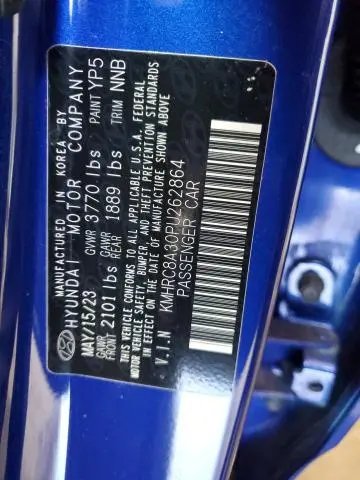 MANUFACTURED IN KOREA BY
HYUNDAI MOTOR COMPANY
MAY/15/23 GVWR 3770 lbs PAINT YP5
GAWR FRONT 2101 lbs GAWR REAR 1889 lbs TRIM NNB
THIS VEHICLE CONFORMS TO ALL APPLICABLE U.S.A. FEDERAL
MOTOR VEHICLE SAFETY, BUMPER, AND THEFT PREVENTION STANDARDS
IN EFFECT ON THE DATE OF MANUFACTURE SHOWN ABOVE
V.I.N KMHRC8A30PU262864
PASSENGER CAR